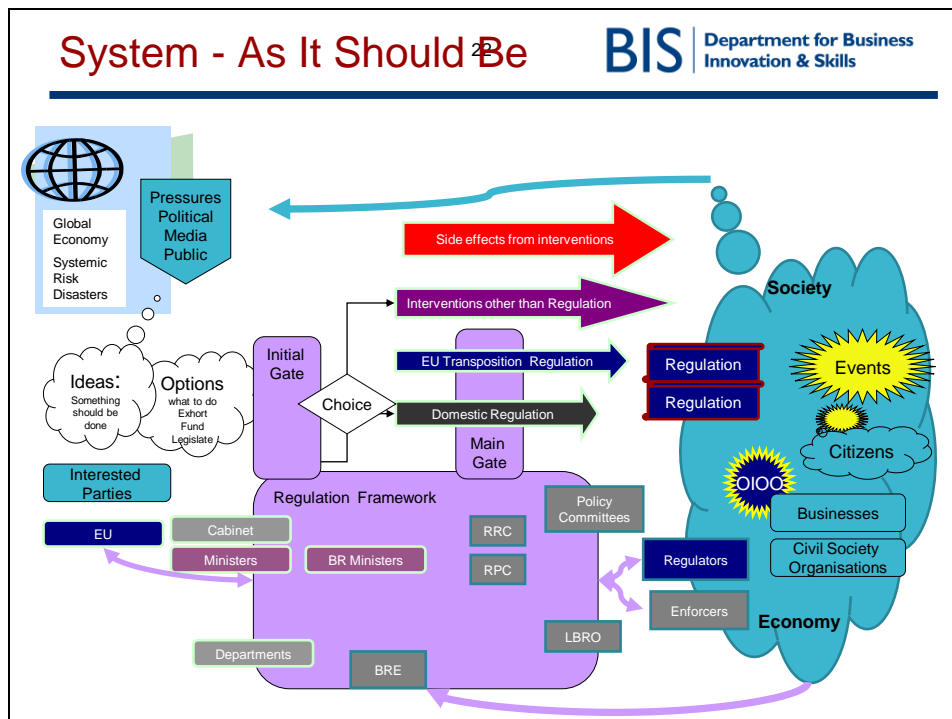 System - As It Should Be
22
BIS
Department for Business
Innovation & Skills
Global
Economy
Systemic
Risk
Disasters
Pressures
Political
Media
Public
Side effects from interventions
Interventions other than Regulation
EU Transposition Regulation
Domestic Regulation
Ideas:
Something
should be
done
Options
what to do
Exhort
Fund
Legislate
Initial
Gate
Choice
Main
Gate
Society
Regulation
Regulation
Events
Citizens
OIOO
Businesses
Civil Society
Organisations
Economy
Interested
Parties
EU
Cabinet
Ministers
Departments
Regulation Framework
BR Ministers
RRC
RPC
BRE
Policy
Committees
LBRO
Regulators
Enforcers